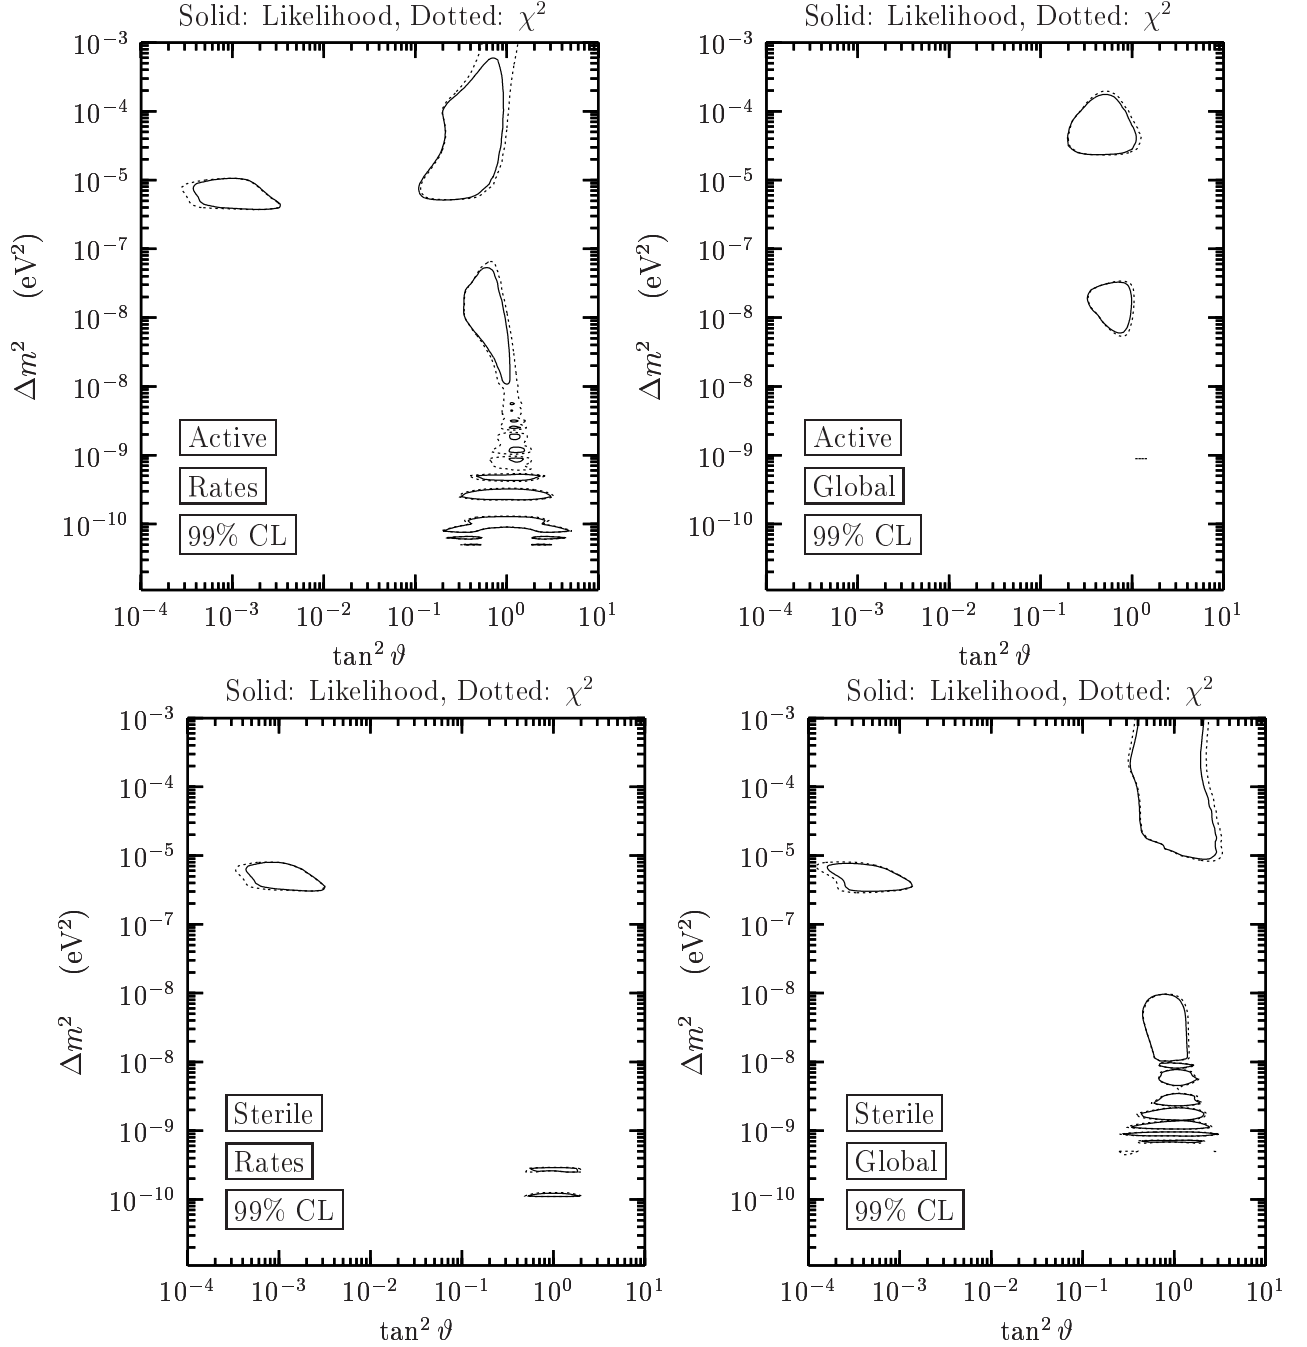 Solid: Likelihood, Dotted: χ²
10⁻³
10⁻⁴
10⁻⁵
10⁻⁷
10⁻⁸
10⁻⁸
10⁻⁹
10⁻¹⁰
Δm² (eV²)
Active
Rates
99% CL
10⁻⁴ 10⁻³ 10⁻² 10⁻¹ 10⁰ 10¹
tan² ϑ
Solid: Likelihood, Dotted: χ²
10⁻³
10⁻⁴
10⁻⁵
10⁻⁷
10⁻⁸
10⁻⁸
10⁻⁹
10⁻¹⁰
Δm² (eV²)
Active
Global
99% CL
10⁻⁴ 10⁻³ 10⁻² 10⁻¹ 10⁰ 10¹
tan² ϑ
Solid: Likelihood, Dotted: χ²
10⁻³
10⁻⁴
10⁻⁵
10⁻⁷
10⁻⁸
10⁻⁸
10⁻⁹
10⁻¹⁰
Δm² (eV²)
Sterile
Rates
99% CL
10⁻⁴ 10⁻³ 10⁻² 10⁻¹ 10⁰ 10¹
tan² ϑ
Solid: Likelihood, Dotted: χ²
10⁻³
10⁻⁴
10⁻⁵
10⁻⁷
10⁻⁸
10⁻⁸
10⁻⁹
10⁻¹⁰
Δm² (eV²)
Sterile
Global
99% CL
10⁻⁴ 10⁻³ 10⁻² 10⁻¹ 10⁰ 10¹
tan² ϑ